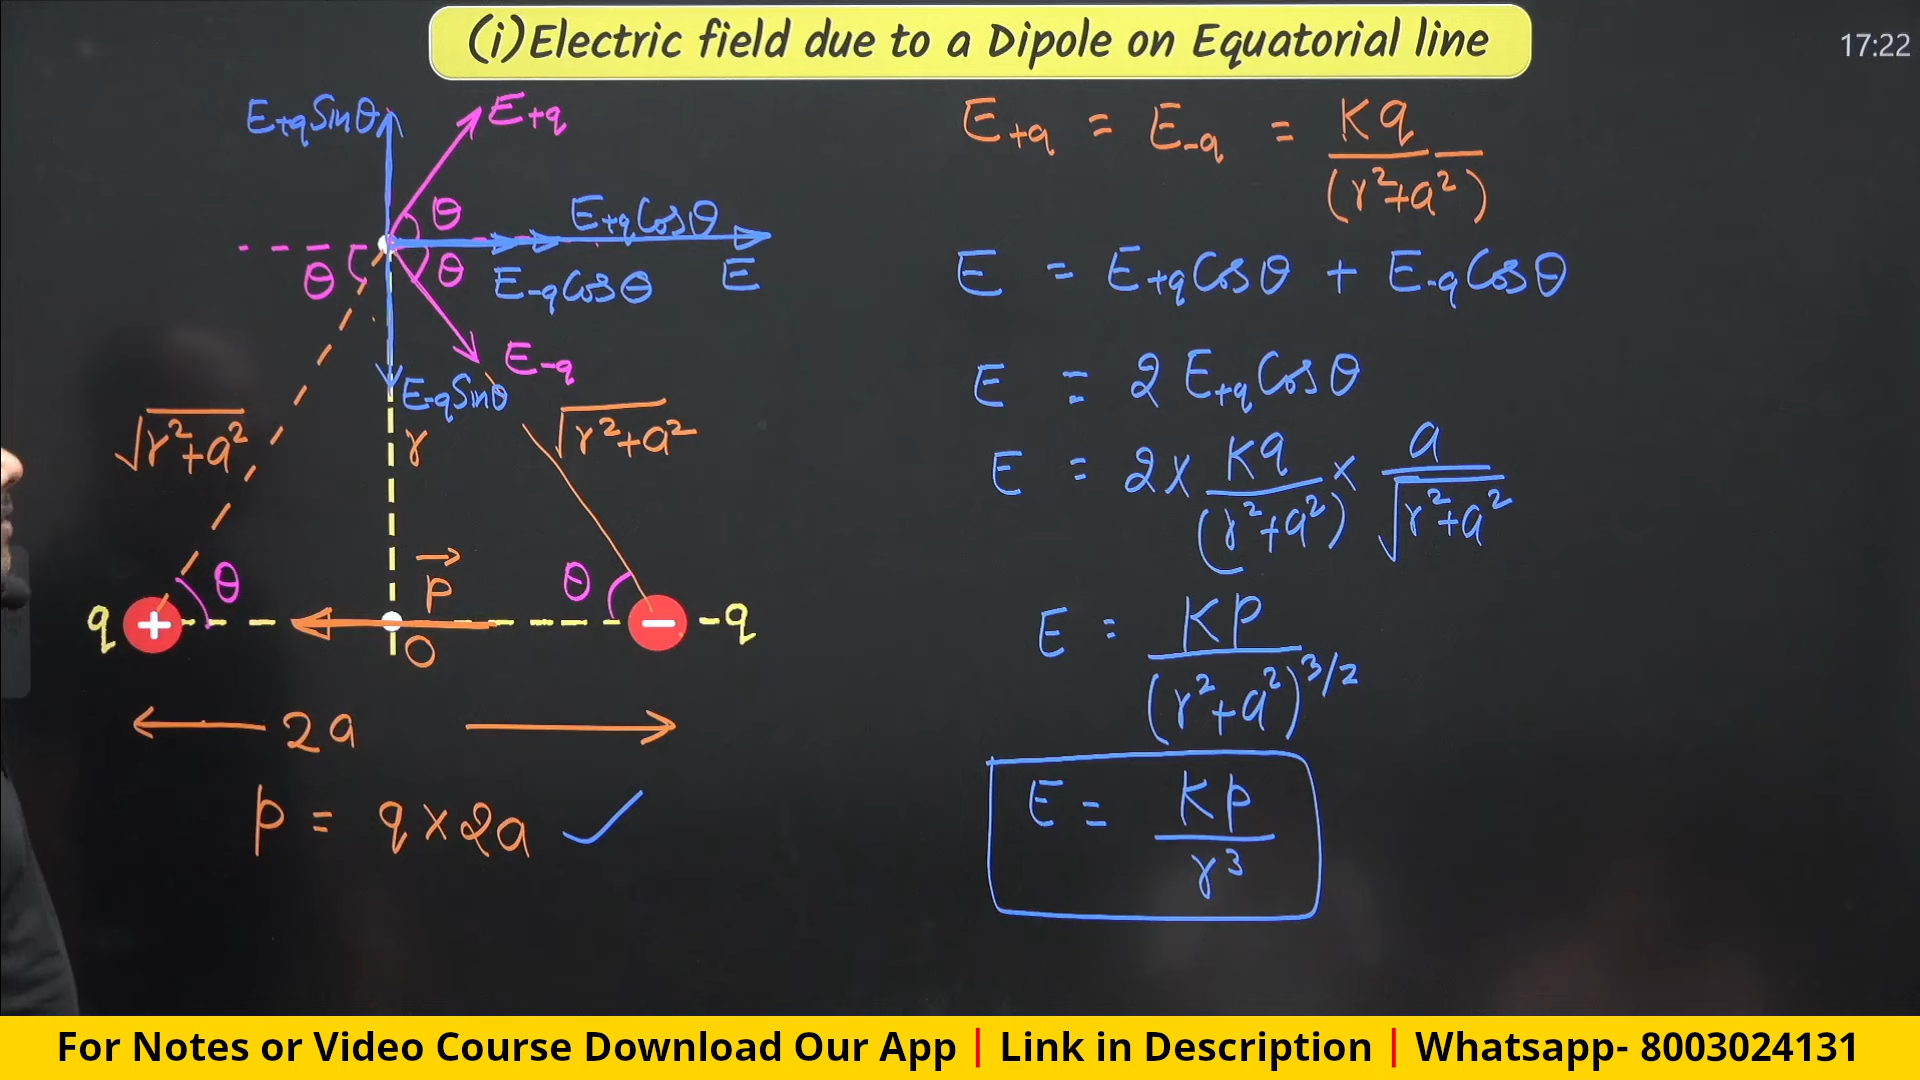 (i)Electric field due to a Dipole on Equatorial line
17:22
E+q Sinθ
E+q
θ
E+q Cosθ
θ
θ
E-q Cosθ
E
E-q
E-q Sinθ
√r²+a²
r
√r²+a²
→
P
θ
θ
q
+
O
−
-q
2a
p = q×2a ✓
E+q = E-q = Kq / (r²+a²)
E = E+q Cosθ + E-q Cosθ
E = 2 E+q Cosθ
E = 2× Kq / (r²+a²) × a / √r²+a²
E = Kp / (r²+a²)^3/2
E = Kp / r³
For Notes or Video Course Download Our App | Link in Description | Whatsapp- 8003024131